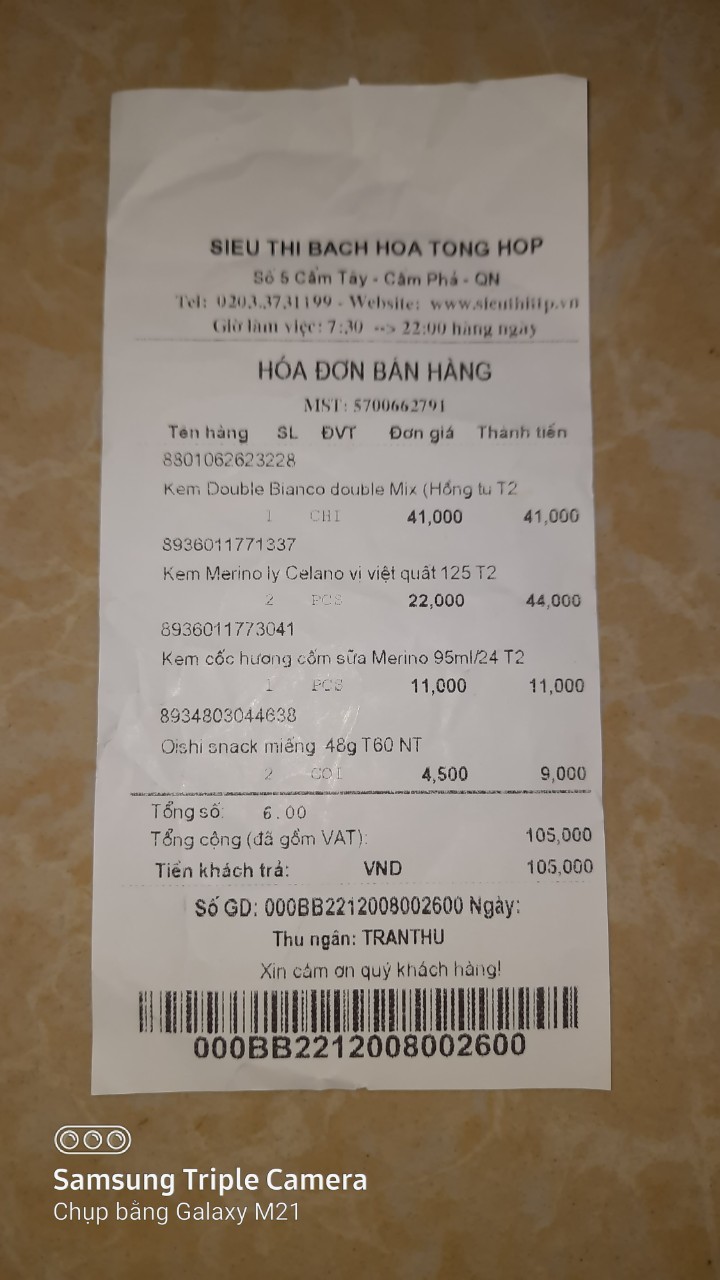 SIEU THI BACH HOA TONG HOP
Số 5 Cẩm Tây - Cẩm Phả - QN
Tel: 0203.3731199 - Website: www.sieuthittp.vn
Giờ làm việc: 7:30 --> 22:00 hàng ngày
HÓA ĐƠN BÁN HÀNG
MST: 5700662791
Tên hàng SL ĐVT Đơn giá Thành tiền
8801062623228
Kem Double Bianco double Mix (Hồng tu T2
1 CHI 41,000 41,000
8936011771337
Kem Merino ly Celano vị việt quất 125 T2
2 PCS 22,000 44,000
8936011773041
Kem cốc hương cốm sữa Merino 95ml/24 T2
1 PCS 11,000 11,000
8934803044638
Oishi snack miếng 48g T60 NT
2 GOI 4,500 9,000
Tổng số: 6.00
Tổng cộng (đã gồm VAT): 105,000
Tiền khách trả: VND 105,000
Số GD: 000BB2212008002600 Ngày:
Thu ngân: TRANTHU
Xin cảm ơn quý khách hàng!
000BB2212008002600
Samsung Triple Camera
Chụp bằng Galaxy M21